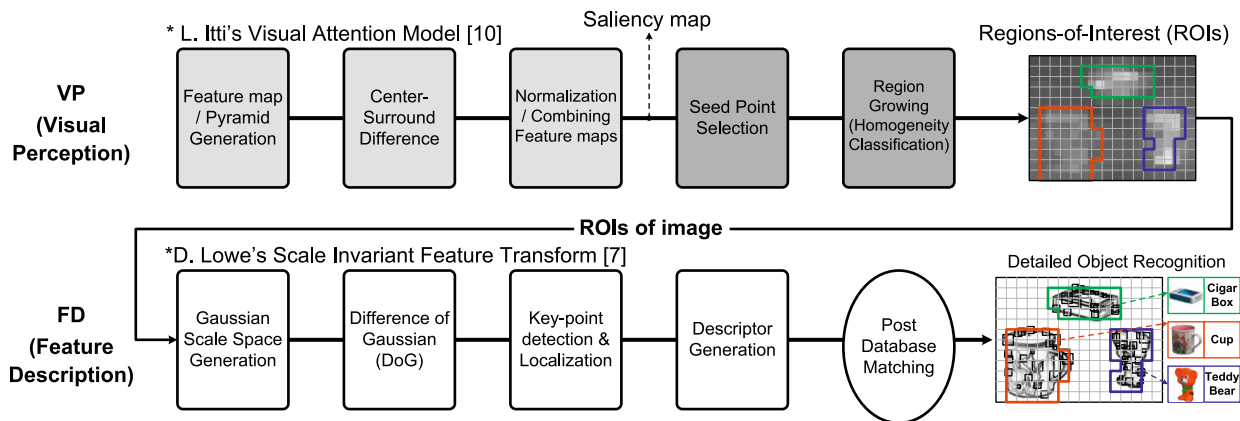 * L. Itti's Visual Attention Model [10]
Saliency map
Regions-of-Interest (ROIs)
VP
(Visual
Perception)
Feature map
/ Pyramid
Generation
Center-
Surround
Difference
Normalization
/ Combining
Feature maps
Seed Point
Selection
Region
Growing
(Homogeneity
Classification)
ROIs of image
*D. Lowe's Scale Invariant Feature Transform [7]
Detailed Object Recognition
FD
(Feature
Description)
Gaussian
Scale Space
Generation
Difference of
Gaussian
(DoG)
Key-point
detection &
Localization
Descriptor
Generation
Post
Database
Matching
Cigar
Box
Cup
Teddy
Bear